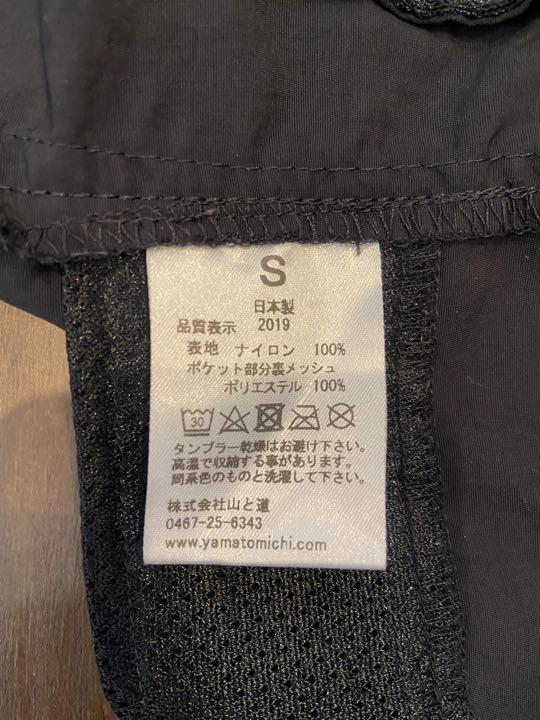 S
日本製
品質表示 2019
表地 ナイロン 100%
ポケット部分裏メッシュ
ポリエステル 100%
30
タンブラー乾燥はお避け下さい。
高温で収縮する事があります。
同系色のものと洗濯して下さい。
株式会社山と道
0467-25-6343
www.yamatomichi.com